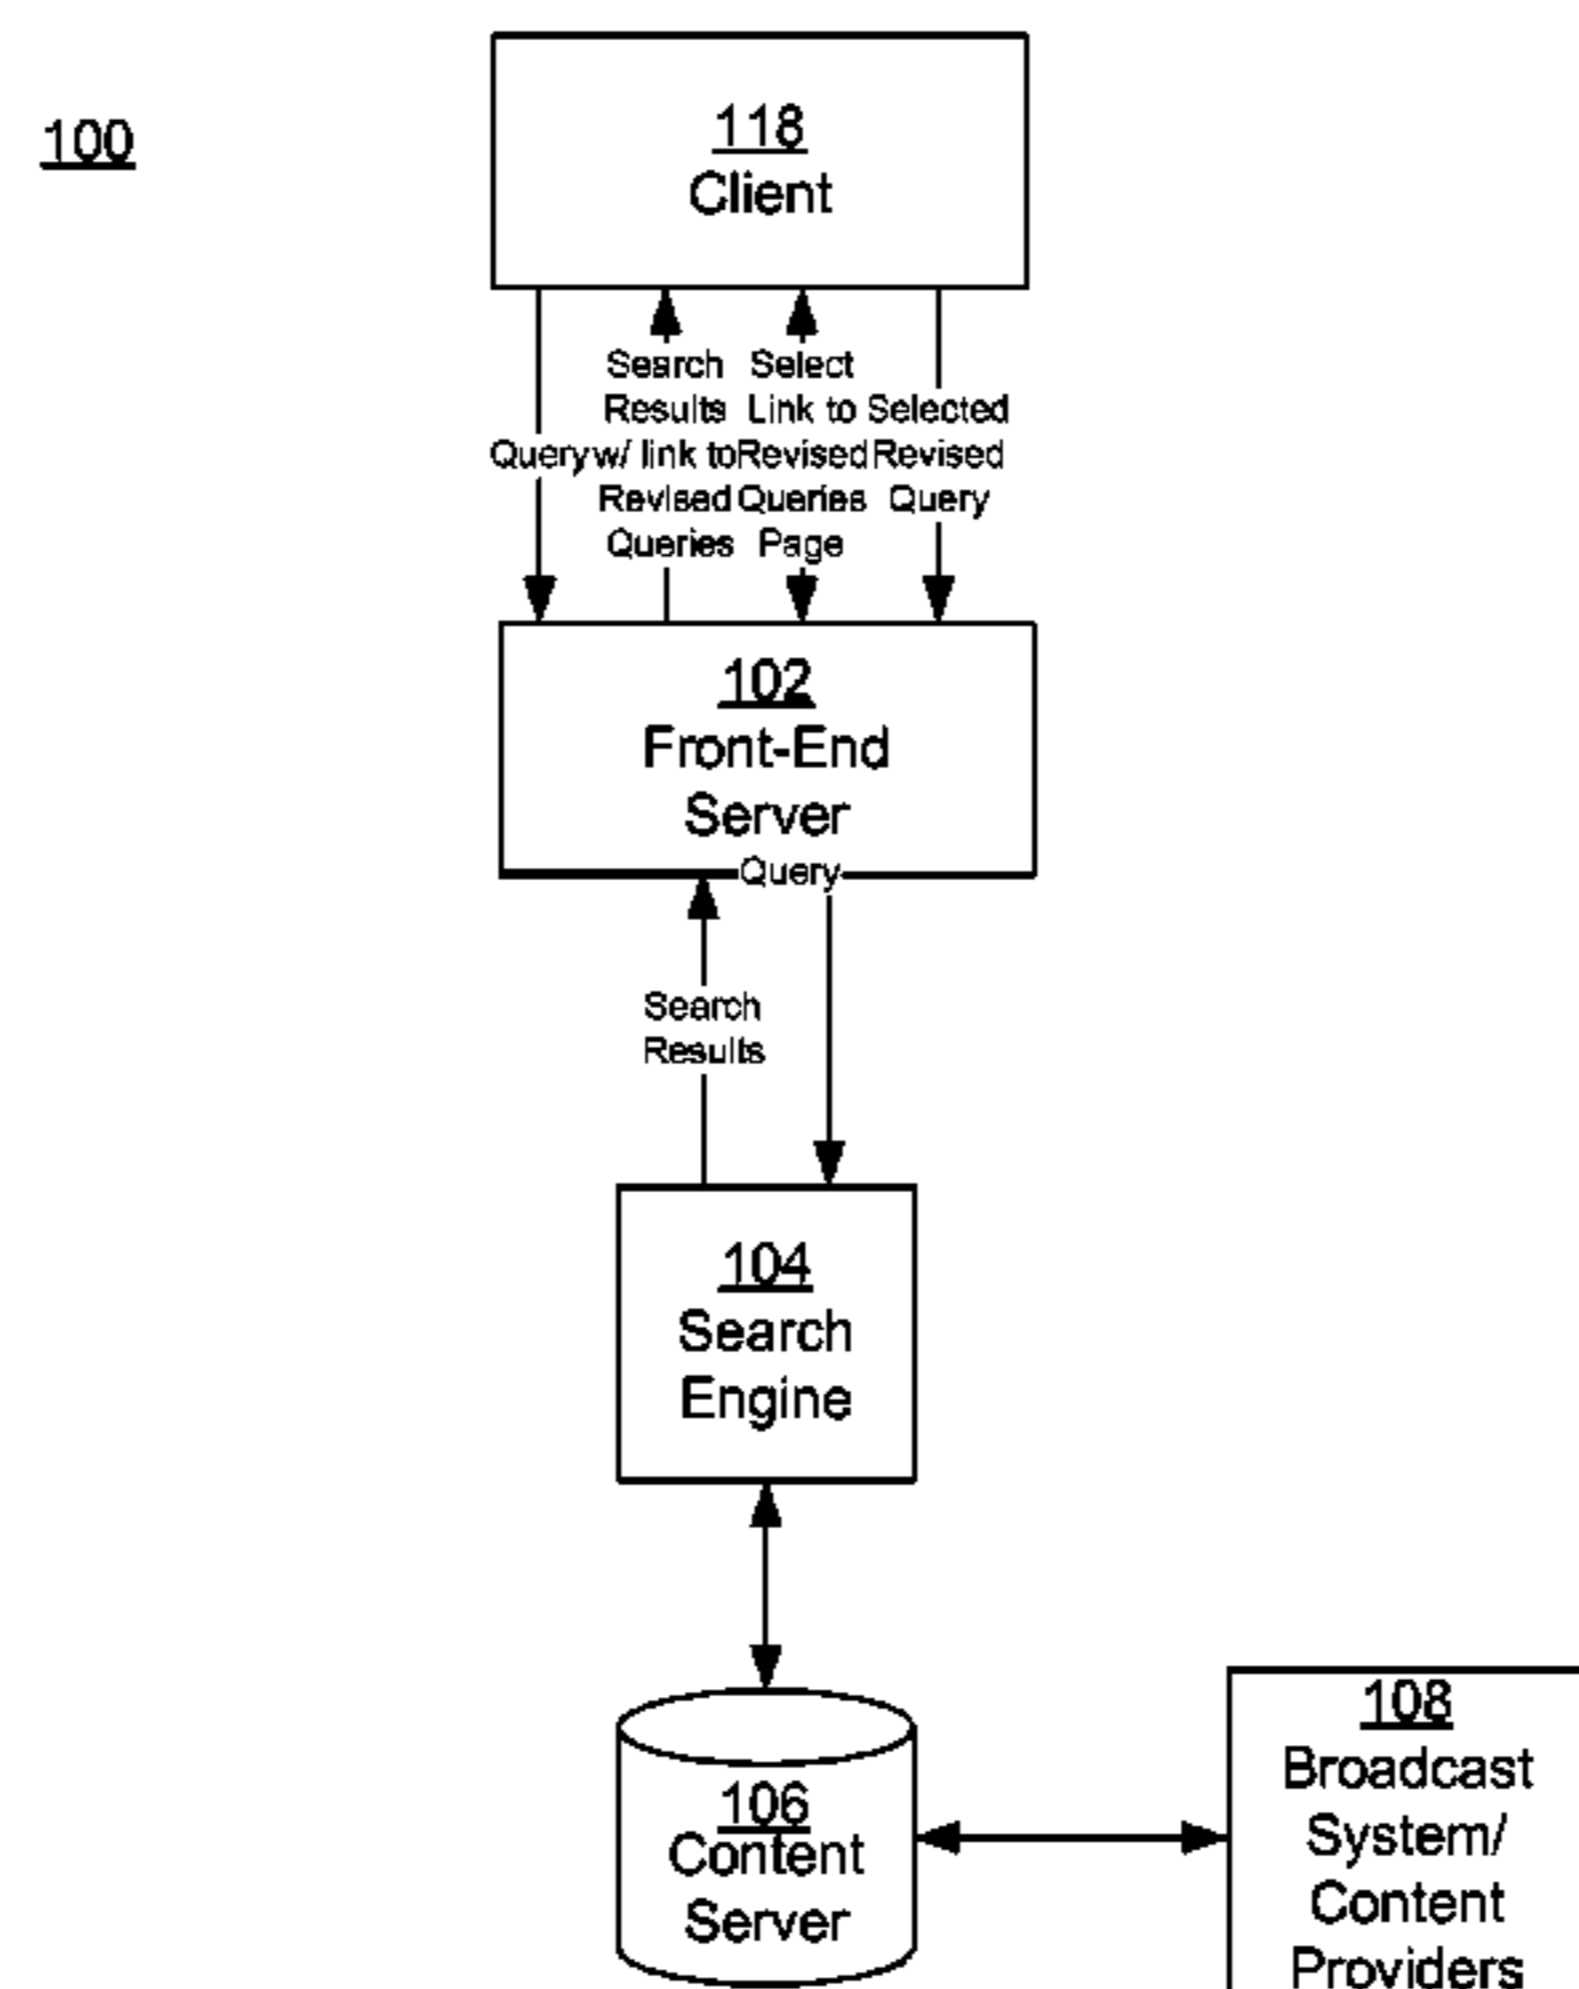 100
118
Client
Query
Search
Results
w/ link to
Revised
Queries
Select
Link to
Revised
Queries
Page
Selected
Revised
Query
102
Front-End
Server
Query
Search
Results
104
Search
Engine
106
Content
Server
108
Broadcast
System/
Content
Providers